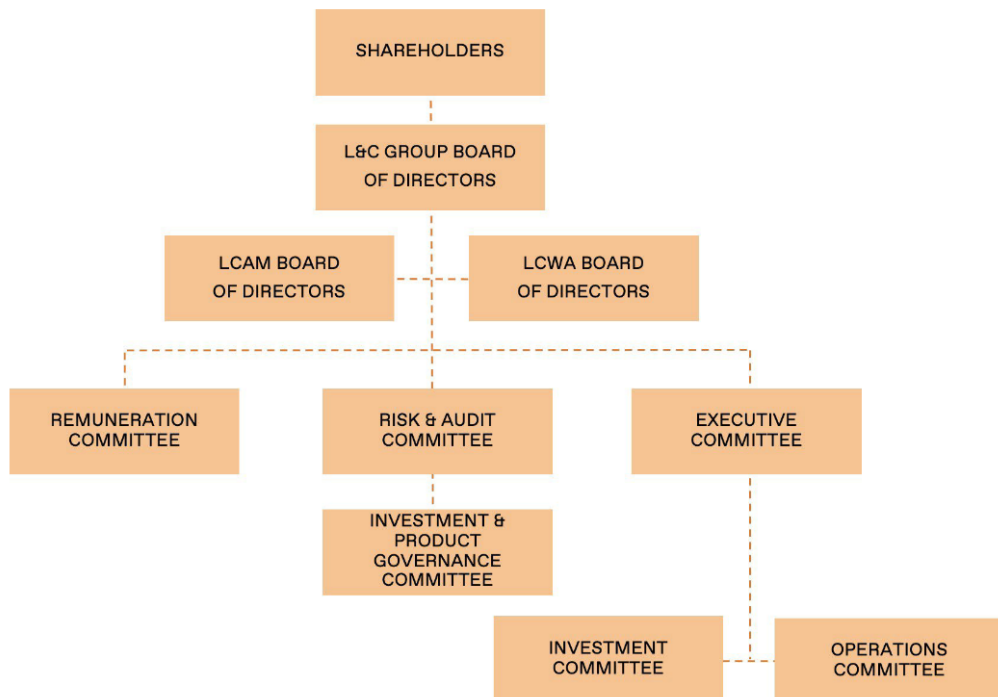 SHAREHOLDERS
L&C GROUP BOARD
OF DIRECTORS
LCAM BOARD
OF DIRECTORS
LCWA BOARD
OF DIRECTORS
REMUNERATION
COMMITTEE
RISK & AUDIT
COMMITTEE
EXECUTIVE
COMMITTEE
INVESTMENT &
PRODUCT
GOVERNANCE
COMMITTEE
INVESTMENT
COMMITTEE
OPERATIONS
COMMITTEE